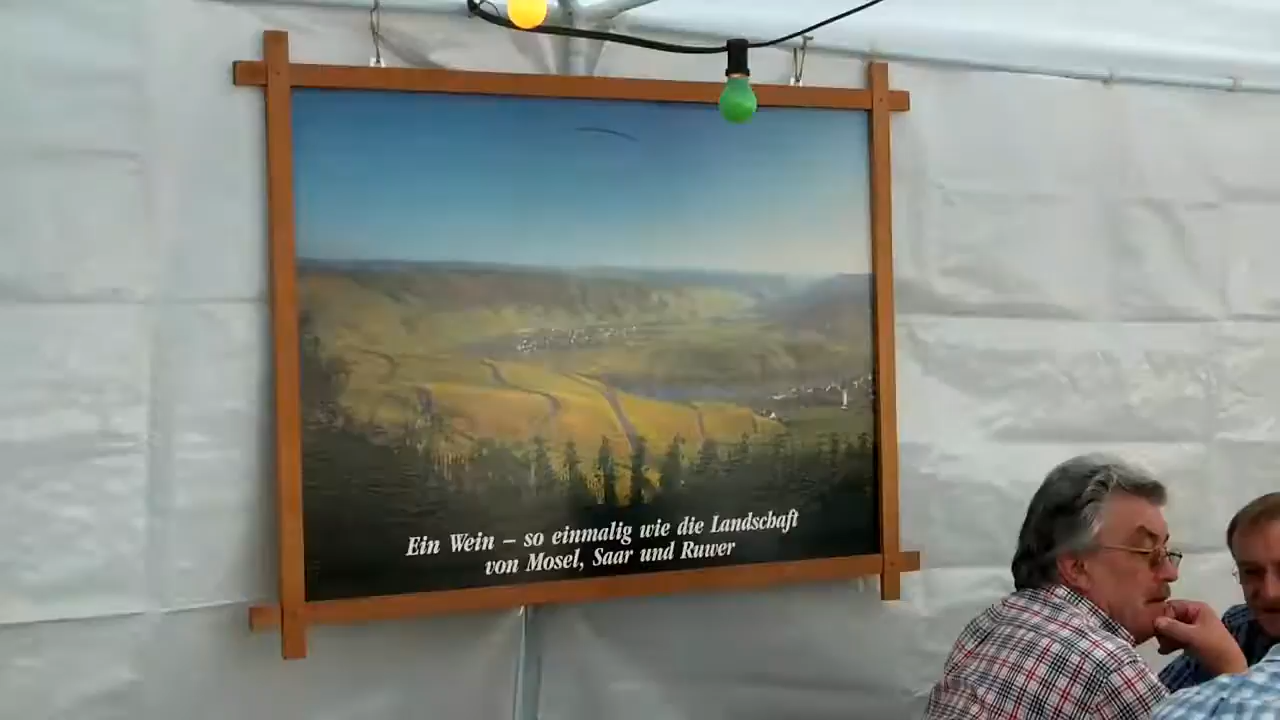 Ein Wein – so einmalig wie die Landschaft
von Mosel, Saar und Ruwer